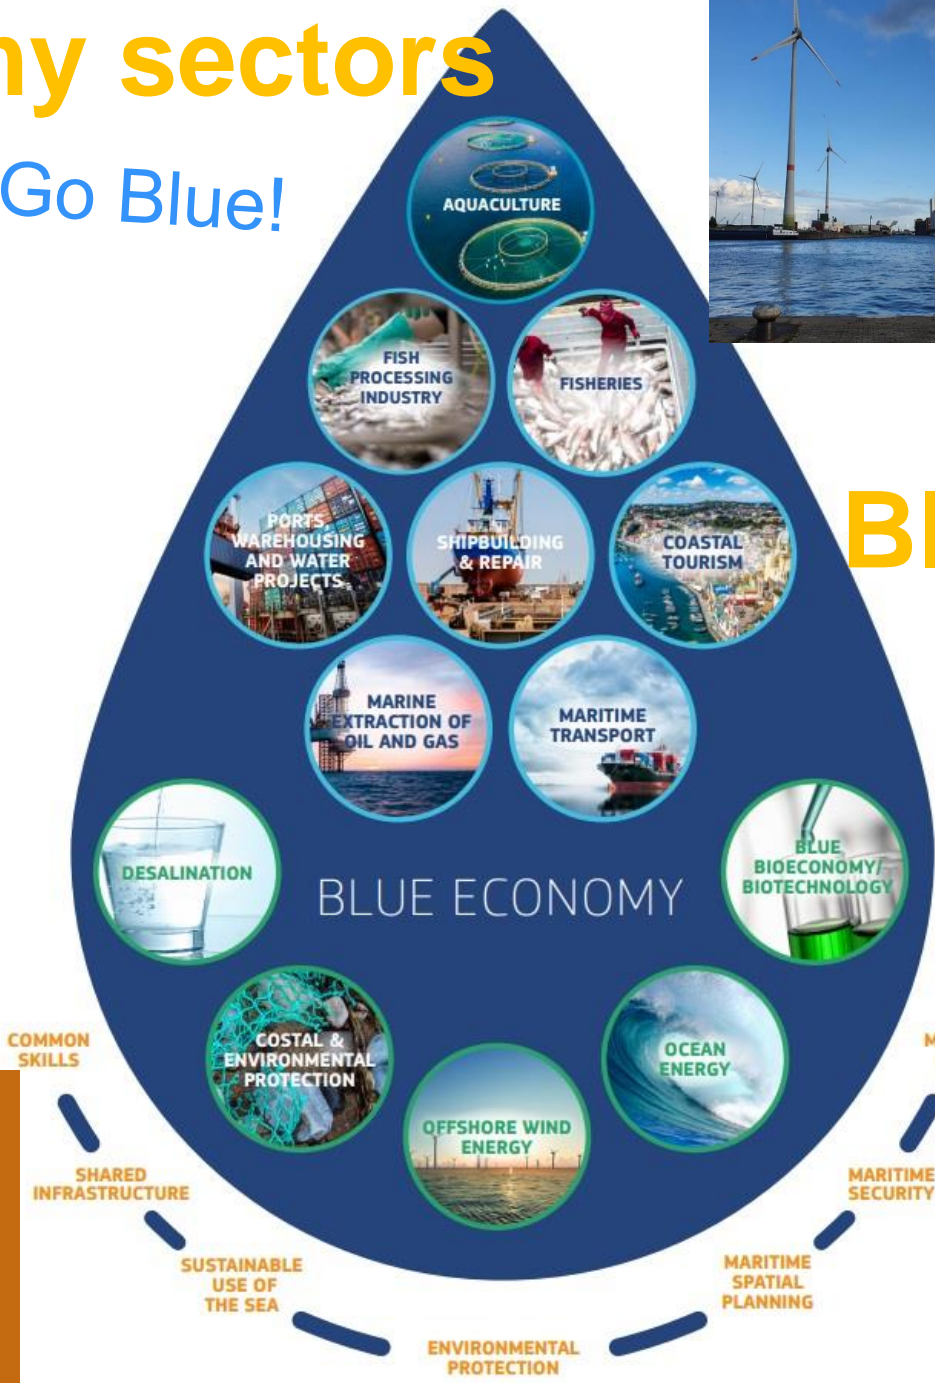 ny sectors
Go Blue!
AQUACULTURE
FISH
PROCESSING
INDUSTRY
FISHERIES
Bl
PORTS,
WAREHOUSING
AND WATER
PROJECTS
SHIPBUILDING
& REPAIR
COASTAL
TOURISM
MARINE
EXTRACTION OF
OIL AND GAS
MARITIME
TRANSPORT
DESALINATION
BLUE ECONOMY
BLUE
BIOECONOMY/
BIOTECHNOLOGY
COSTAL &
ENVIRONMENTAL
PROTECTION
OCEAN
ENERGY
OFFSHORE WIND
ENERGY
COMMON
SKILLS
M
SHARED
INFRASTRUCTURE
MARITIME
SECURITY
SUSTAINABLE
USE OF
THE SEA
MARITIME
SPATIAL
PLANNING
ENVIRONMENTAL
PROTECTION